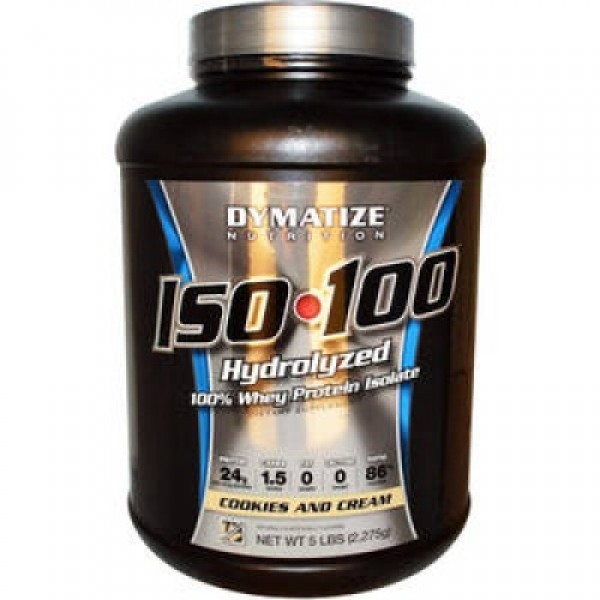 DYMATIZE
NUTRITION
ISO•100
Hydrolyzed
100% Whey Protein Isolate
24g 1.5 0 0 86%
COOKIES AND CREAM
NET WT 5 LBS (2,275g)